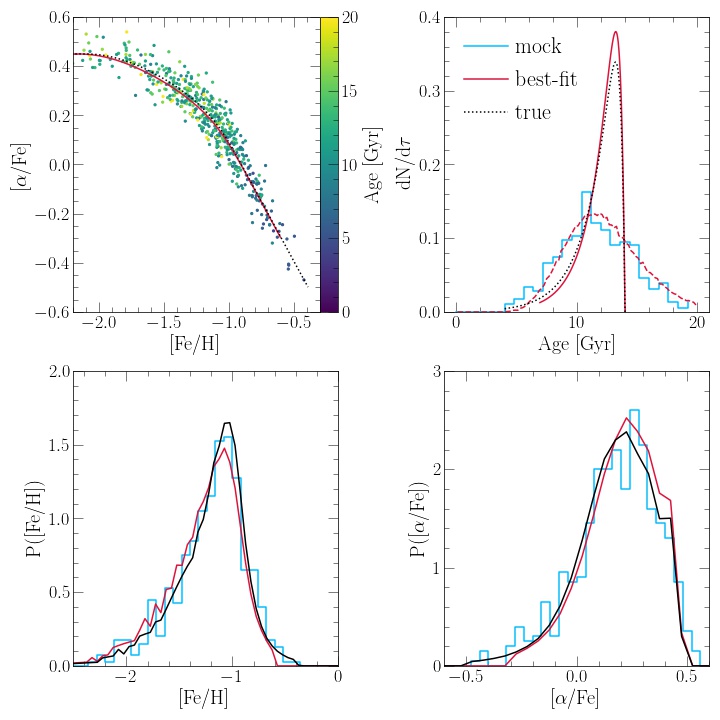 0.6
0.4
0.2
0.0
−0.2
−0.4
−0.6
[α/Fe]
−2.0 −1.5 −1.0 −0.5
[Fe/H]
20
15
10
5
0
Age [Gyr]
0.4
0.3
0.2
0.1
0.0
dN/dτ
mock
best-fit
true
0 10 20
Age [Gyr]
2.0
1.5
1.0
0.5
0.0
P([Fe/H])
−2 −1 0
[Fe/H]
3
2
1
0
P([α/Fe])
−0.5 0.0 0.5
[α/Fe]